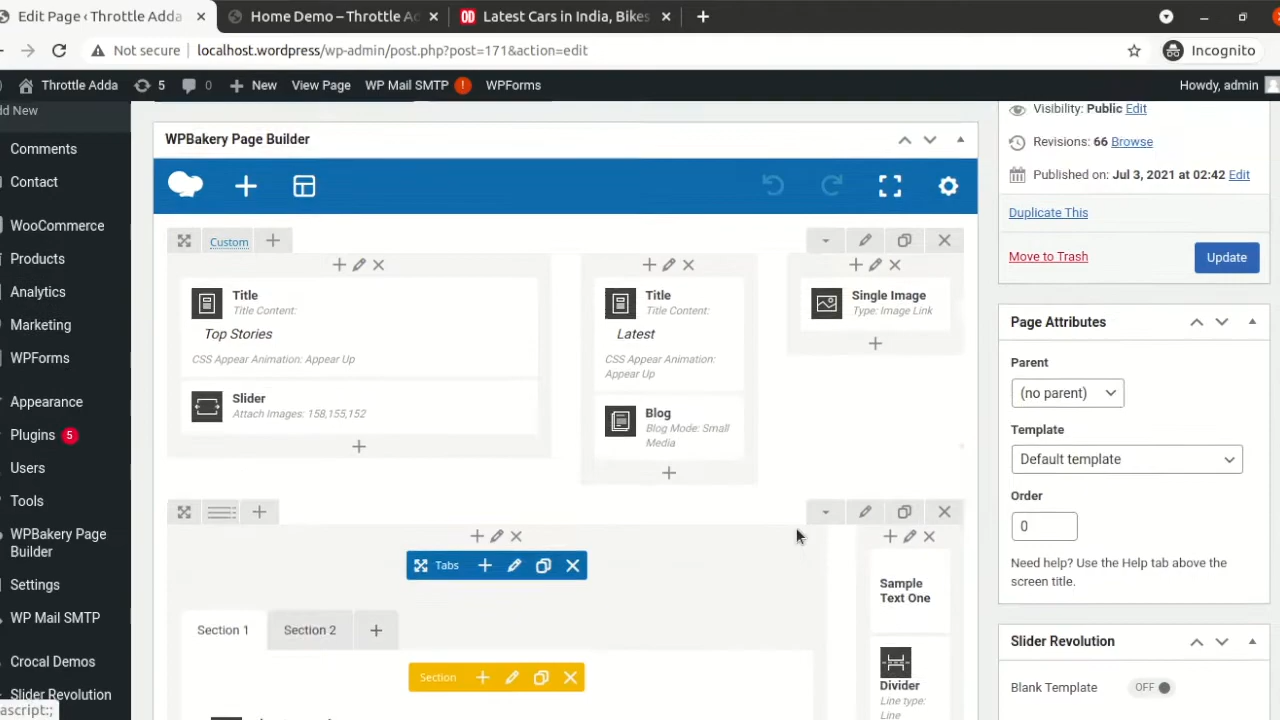 Edit Page ‹ Throttle Adda
Home Demo – Throttle Ac
OD Latest Cars in India, Bikes
Not secure
localhost.wordpress/wp-admin/post.php?post=171&action=edit
Incognito
Throttle Adda
5
0
New
View Page
WP Mail SMTP !
WPForms
Howdy, admin
dd New
Comments
Contact
WooCommerce
Products
Analytics
Marketing
WPForms
Appearance
Plugins 5
Users
Tools
WPBakery Page
Builder
Settings
WP Mail SMTP
Crocal Demos
Slider Revolution
ascript:;
WPBakery Page Builder
Custom
Title
Title Content:
Top Stories
CSS Appear Animation: Appear Up
Slider
Attach Images: 158,155,152
Title
Title Content:
Latest
CSS Appear Animation:
Appear Up
Blog
Blog Mode: Small
Media
Single Image
Type: Image Link
Tabs
Section 1
Section 2
Section
Sample
Text One
Divider
Line type:
Line
Visibility: Public Edit
Revisions: 66 Browse
Published on: Jul 3, 2021 at 02:42 Edit
Duplicate This
Move to Trash
Update
Page Attributes
Parent
(no parent)
Template
Default template
Order
0
Need help? Use the Help tab above the
screen title.
Slider Revolution
Blank Template
OFF